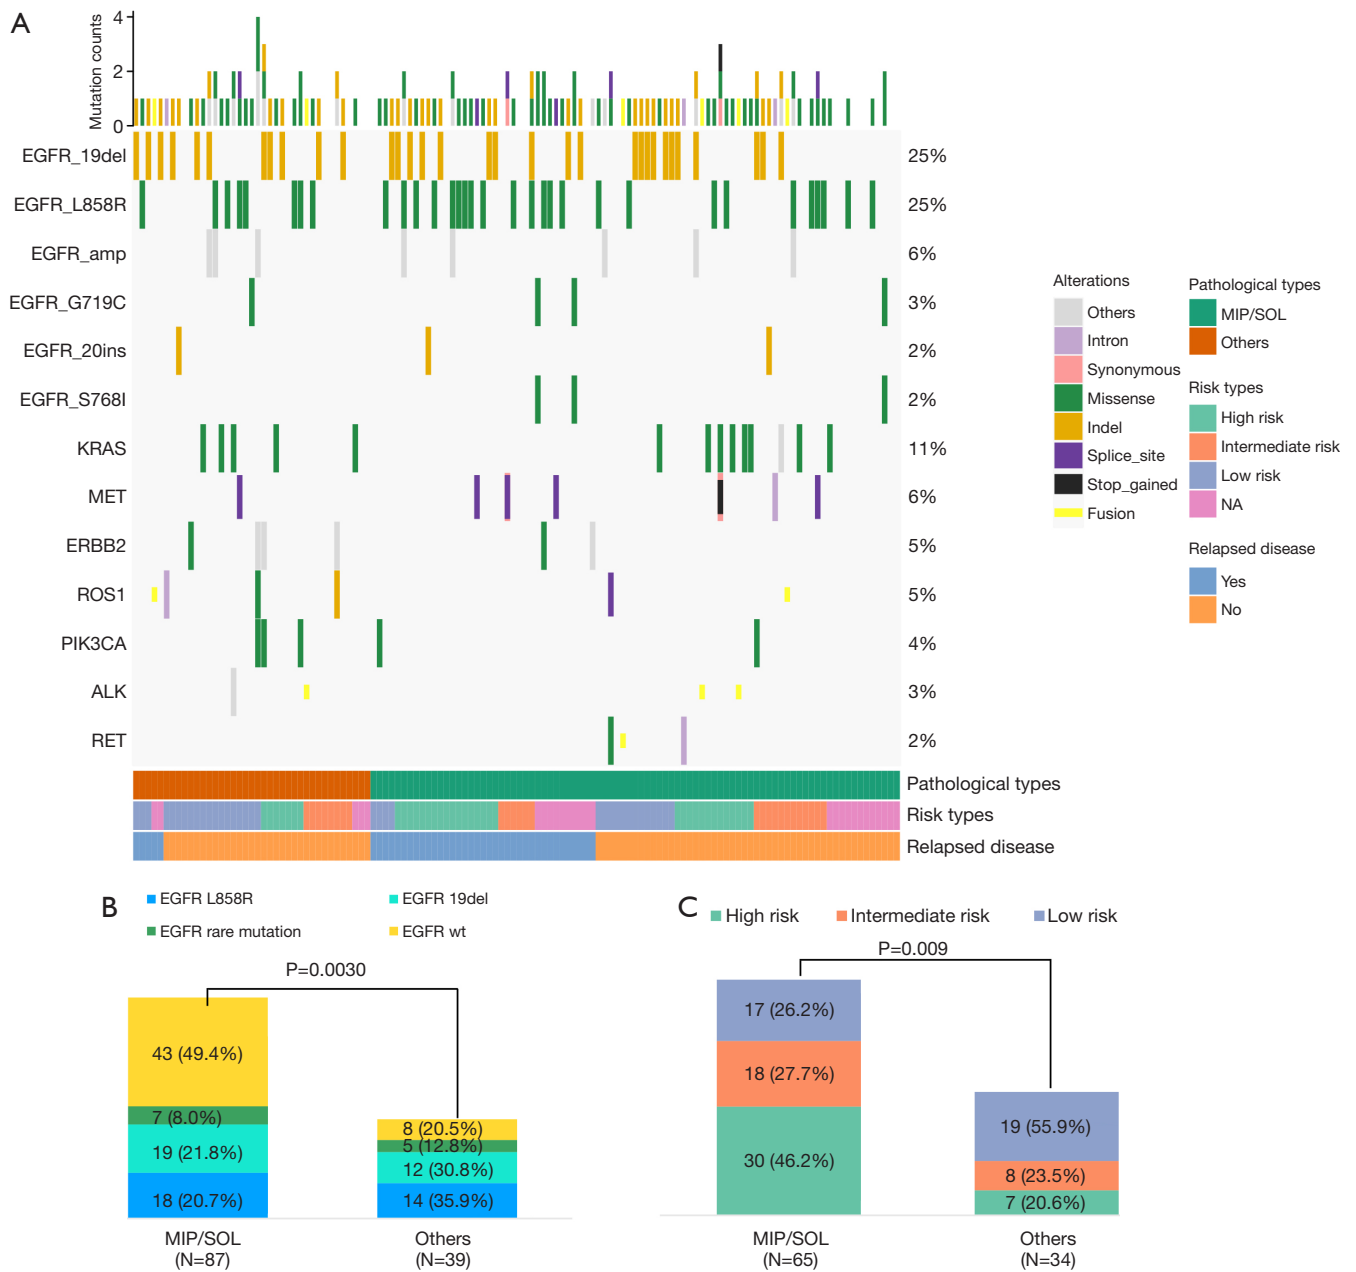 A
Mutation counts
4
2
0
EGFR_19del 25%
EGFR_L858R 25%
EGFR_amp 6%
EGFR_G719C 3%
EGFR_20ins 2%
EGFR_S768I 2%
KRAS 11%
MET 6%
ERBB2 5%
ROS1 5%
PIK3CA 4%
ALK 3%
RET 2%
Pathological types
Risk types
Relapsed disease
Alterations
Others
Intron
Synonymous
Missense
Indel
Splice_site
Stop_gained
Fusion
Pathological types
MIP/SOL
Others
Risk types
High risk
Intermediate risk
Low risk
NA
Relapsed disease
Yes
No
B
EGFR L858R EGFR 19del
EGFR rare mutation EGFR wt
P=0.0030
43 (49.4%)
7 (8.0%)
19 (21.8%)
18 (20.7%)
8 (20.5%)
5 (12.8%)
12 (30.8%)
14 (35.9%)
MIP/SOL
(N=87)
Others
(N=39)
C
High risk Intermediate risk Low risk
P=0.009
17 (26.2%)
18 (27.7%)
30 (46.2%)
19 (55.9%)
8 (23.5%)
7 (20.6%)
MIP/SOL
(N=65)
Others
(N=34)